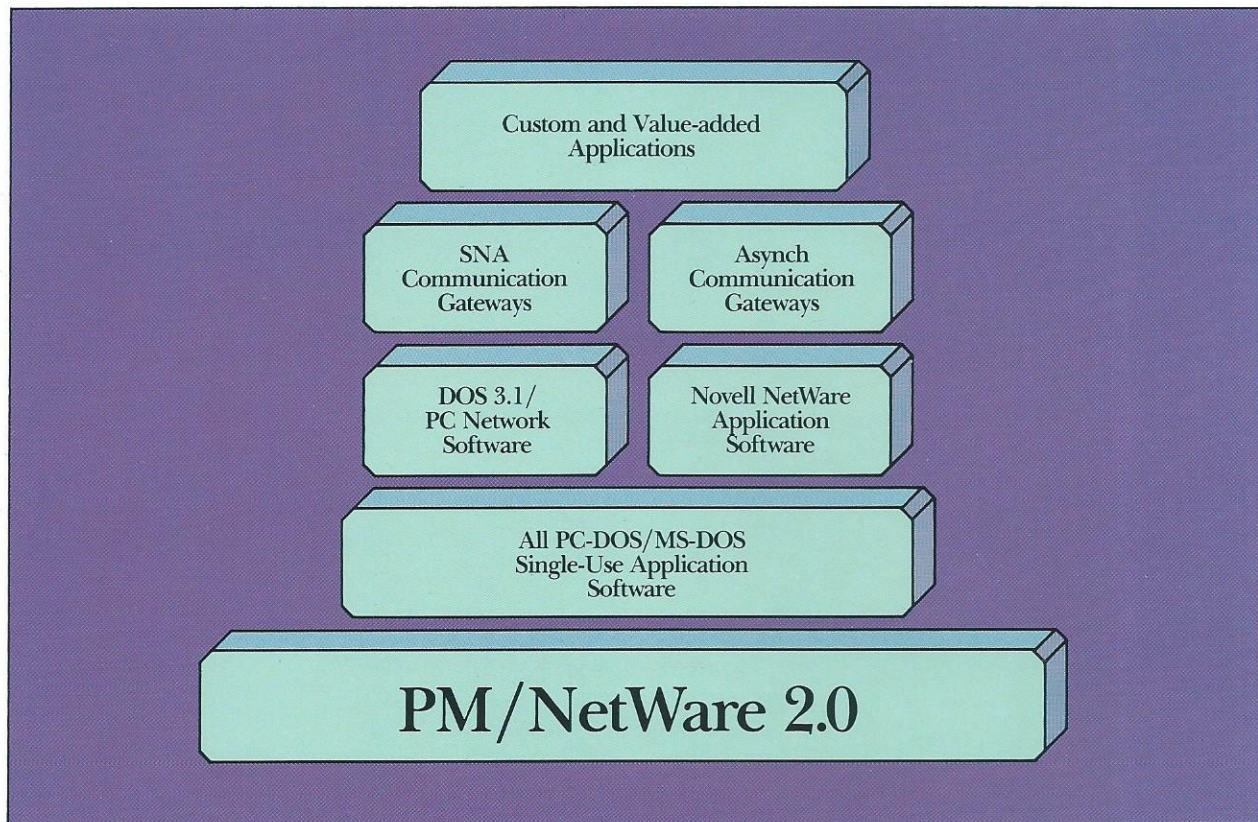 Custom and Value-added
Applications
SNA
Communication
Gateways
Asynch
Communication
Gateways
DOS 3.1/
PC Network
Software
Novell NetWare
Application
Software
All PC-DOS/MS-DOS
Single-Use Application
Software
PM/NetWare 2.0